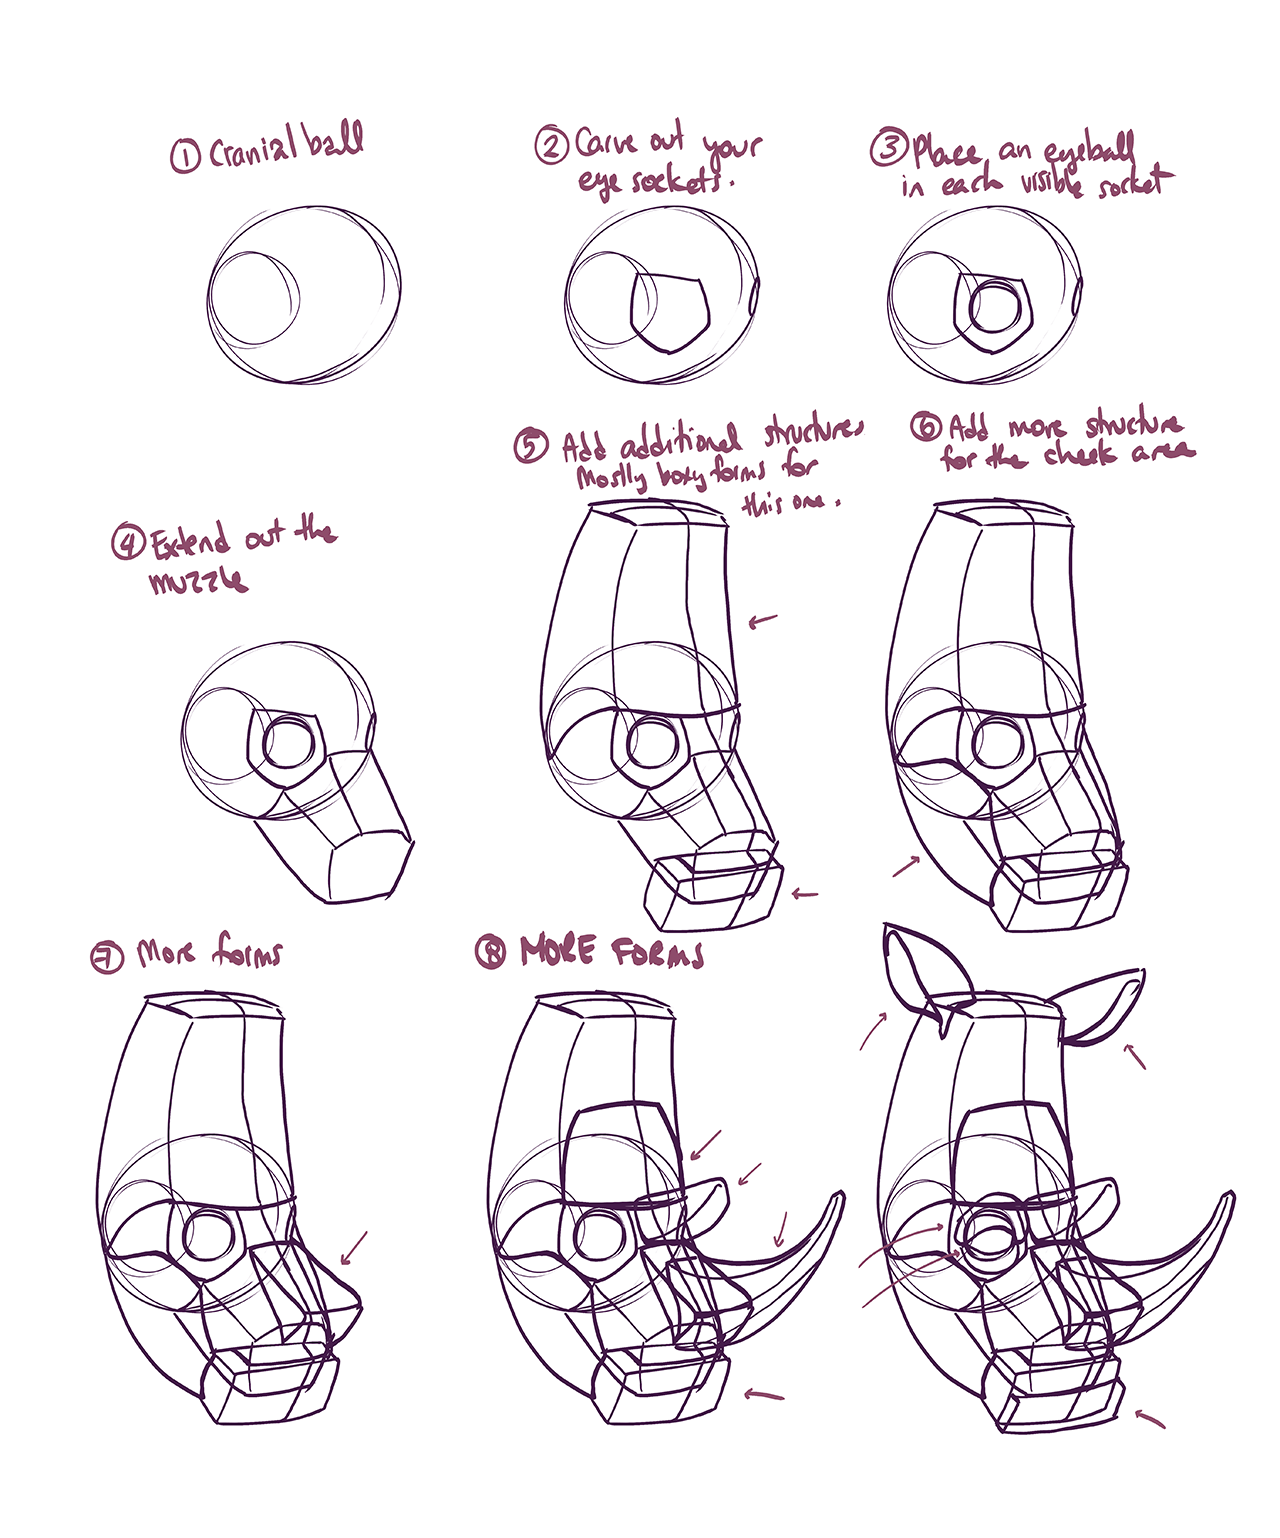 ① Cranial ball
② Carve out your
eye sockets.
③ Place an eyeball
in each visible socket
④ Extend out the
muzzle
⑤ Add additional structures
Mostly boxy forms for
this one.
⑥ Add more structure
for the cheek area
⑦ More forms
⑧ MORE FORMS